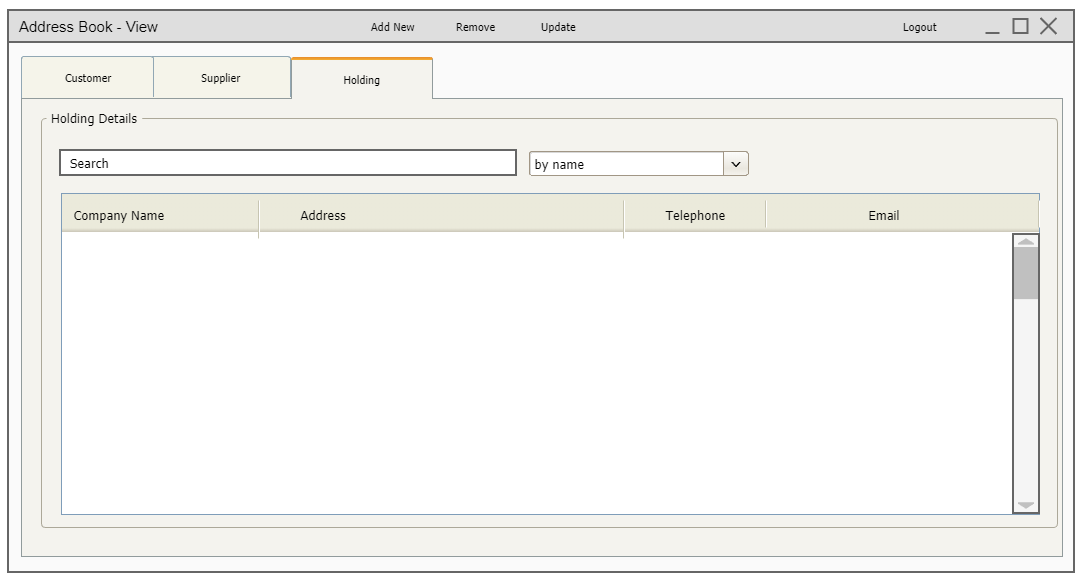 Address Book - View Add New Remove Update Logout
Customer Supplier Holding
Holding Details
Search by name
Company Name Address Telephone Email